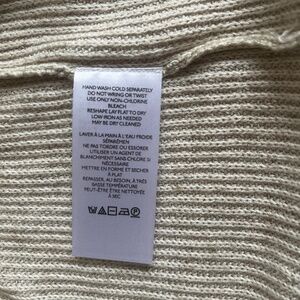 HAND WASH COLD SEPARATELY
DO NOT WRING OR TWIST
USE ONLY NON-CHLORINE
BLEACH
RESHAPE LAY FLAT TO DRY
LOW IRON AS NEEDED
MAY BE DRY CLEANED
LAVER À LA MAIN À L'EAU FROIDE
SÉPARÉMENT
NE PAS TORDRE OU ESSORER
UTILISER UN AGENT DE
BLANCHIMENT SANS CHLORE SI
NÉCESSAIRE
METTRE EN FORME ET SÉCHER
À PLAT
REPASSER, AU BESOIN, À TRÈS
BASSE TEMPÉRATURE
PEUT-ÊTRE ÊTRE NETTOYÉE
À SEC